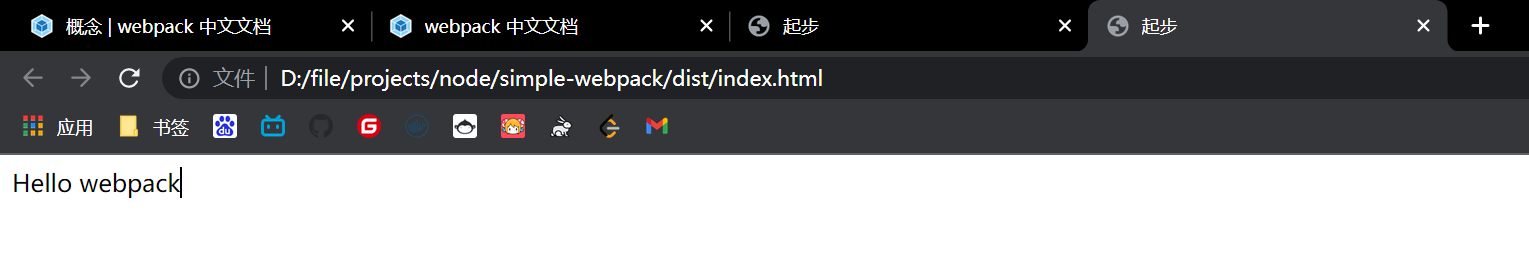 概念 | webpack 中文文档
webpack 中文文档
起步
起步
文件 D:/file/projects/node/simple-webpack/dist/index.html
应用 书签 du G
Hello webpack